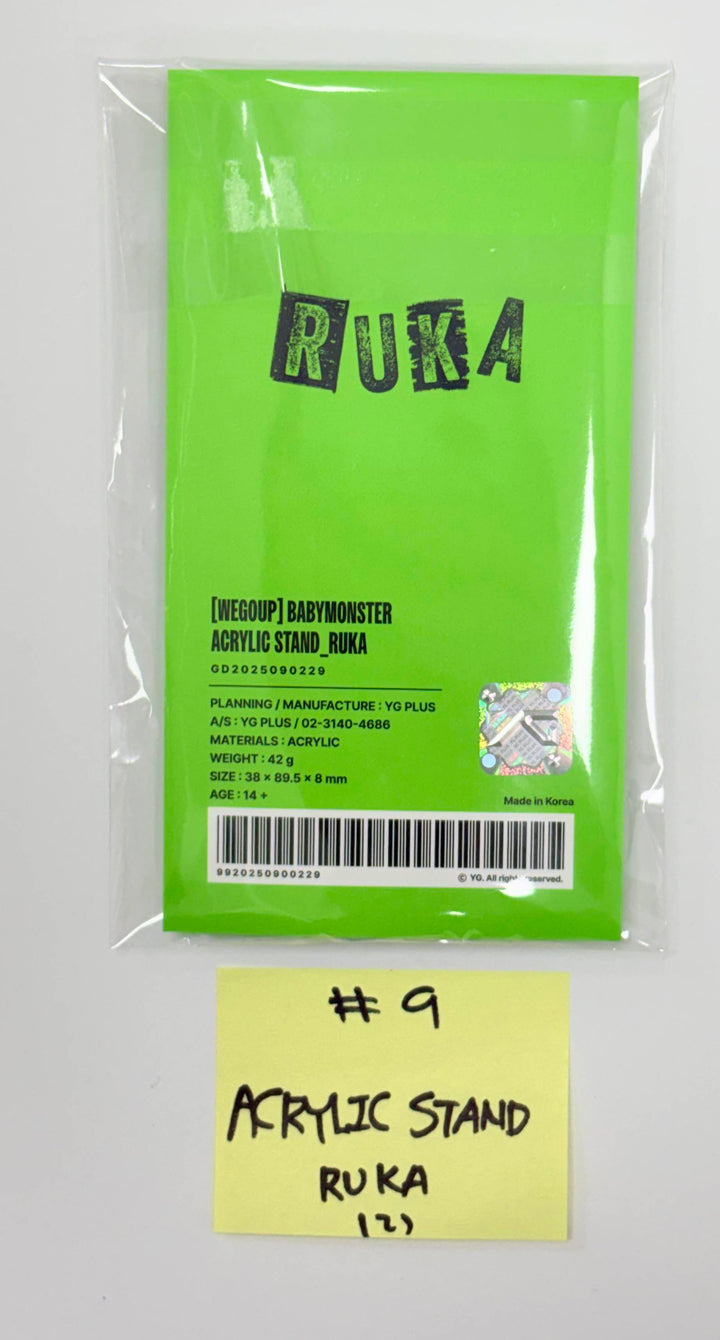 RUKA
[WEGOUP] BABYMONSTER
ACRYLIC STAND_RUKA
GD2025090229
PLANNING / MANUFACTURE : YG PLUS
A/S : YG PLUS / 02-3140-4686
MATERIALS : ACRYLIC
WEIGHT : 42 g
SIZE : 38 × 89.5 × 8 mm
AGE : 14 +
Made in Korea
9920250900229
© YG. All rights reserved.
# 9
ACRYLIC STAND
RUKA
(2)